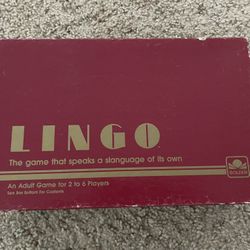 LINGO
The game that speaks a slanguage of its own
An Adult Game for 2 to 6 Players
See Box Bottom For Contents
GOLDEN